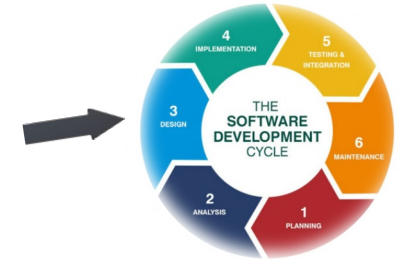 4
IMPLEMENTATION
5
TESTING &
INTEGRATION
3
DESIGN
THE
SOFTWARE
DEVELOPMENT
CYCLE
6
MAINTENANCE
2
ANALYSIS
1
PLANNING